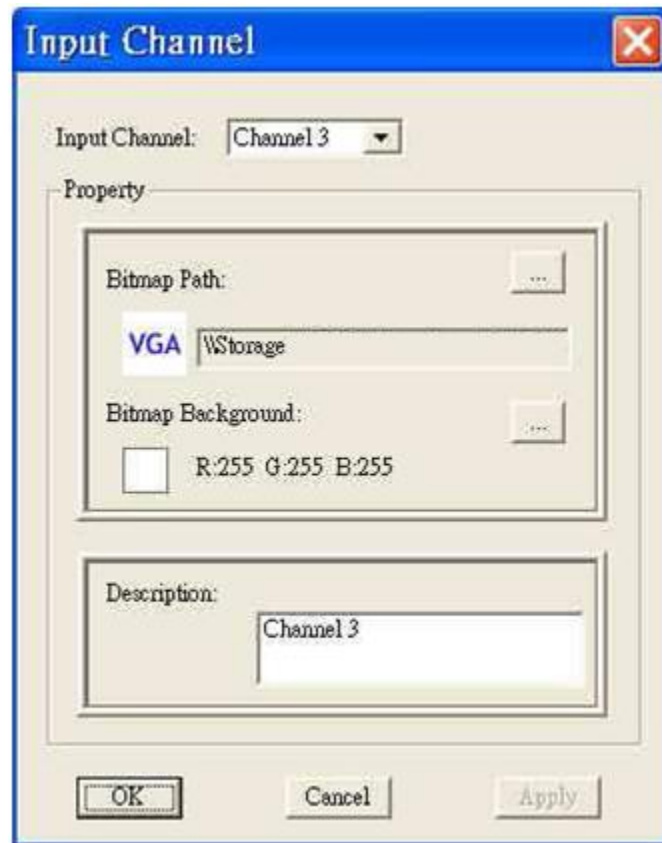 Input Channel
Input Channel: Channel 3
Property
Bitmap Path: ...
VGA \\Storage
Bitmap Background: ...
R:255 G:255 B:255
Description:
Channel 3
OK Cancel Apply